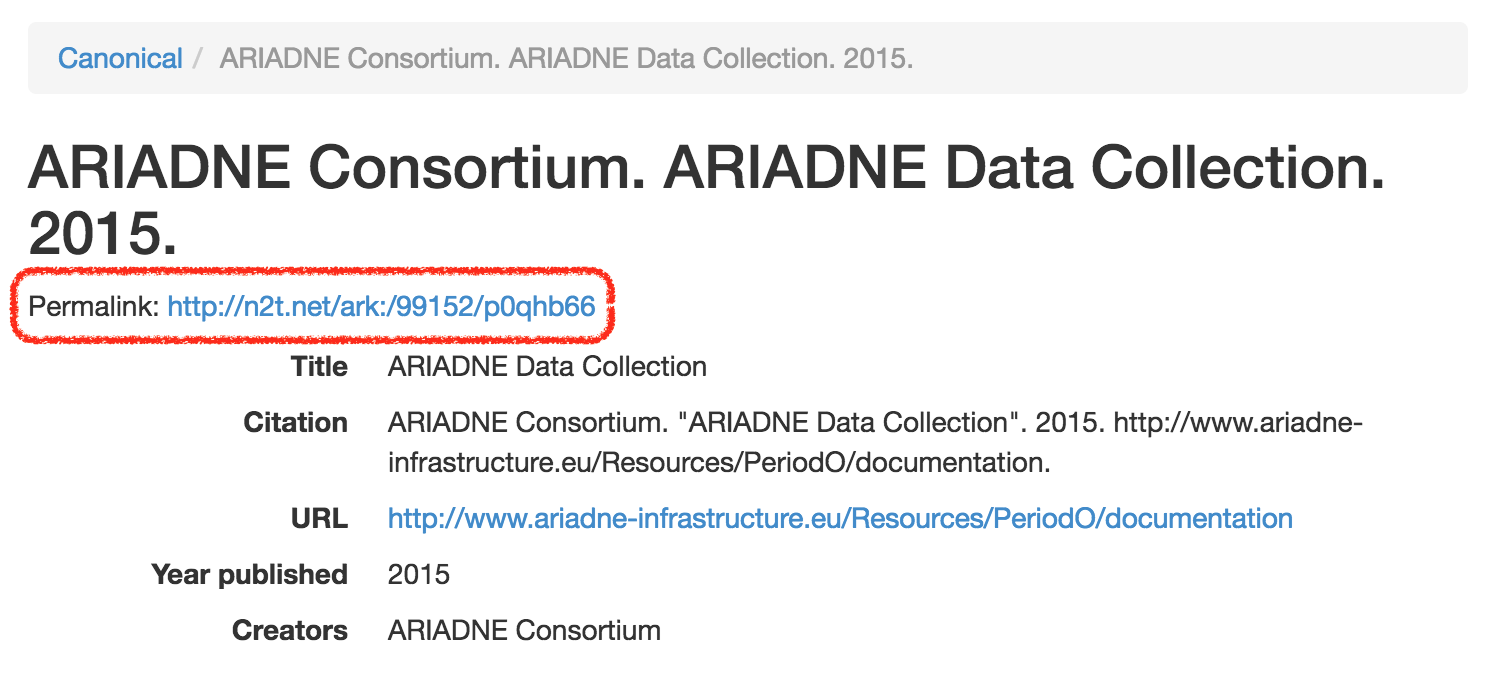 Canonical / ARIADNE Consortium. ARIADNE Data Collection. 2015.
ARIADNE Consortium. ARIADNE Data Collection.
2015.
Permalink: http://n2t.net/ark:/99152/p0qhb66
Title ARIADNE Data Collection
Citation ARIADNE Consortium. "ARIADNE Data Collection". 2015. http://www.ariadne-
infrastructure.eu/Resources/PeriodO/documentation.
URL http://www.ariadne-infrastructure.eu/Resources/PeriodO/documentation
Year published 2015
Creators ARIADNE Consortium